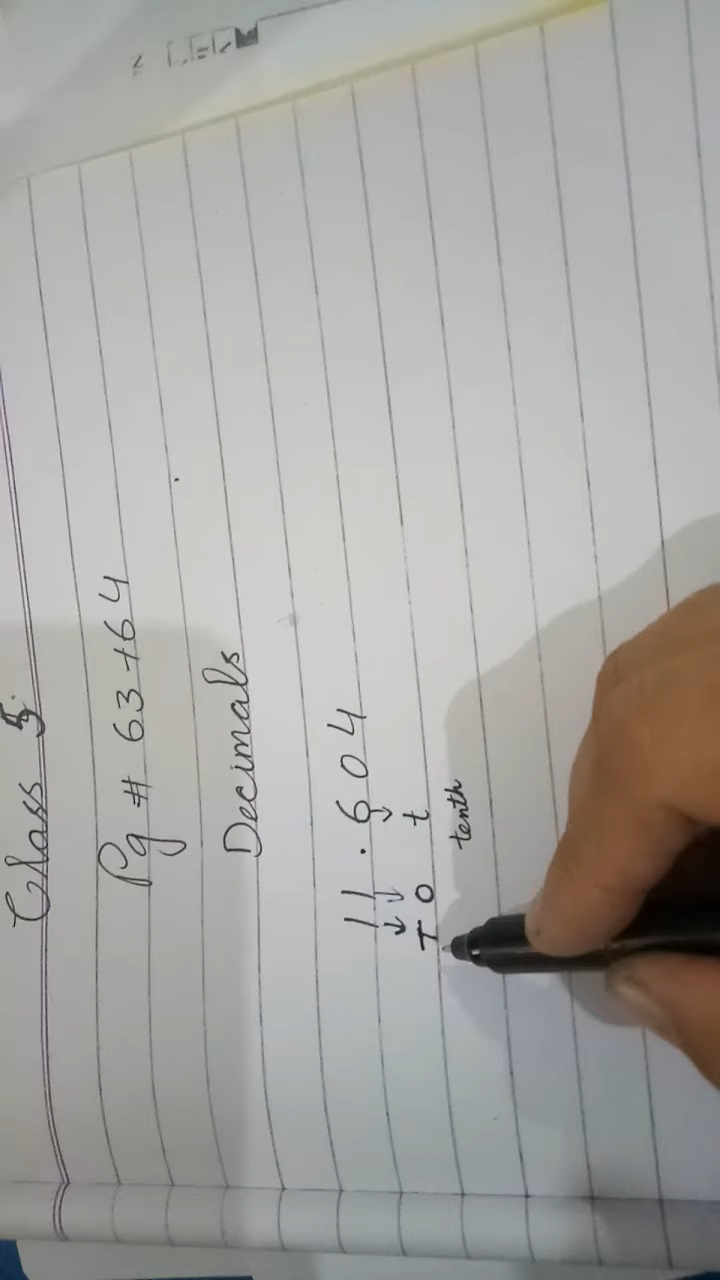 Class 5.
Pg # 63+64
Decimals
11.604
T O t
tenth